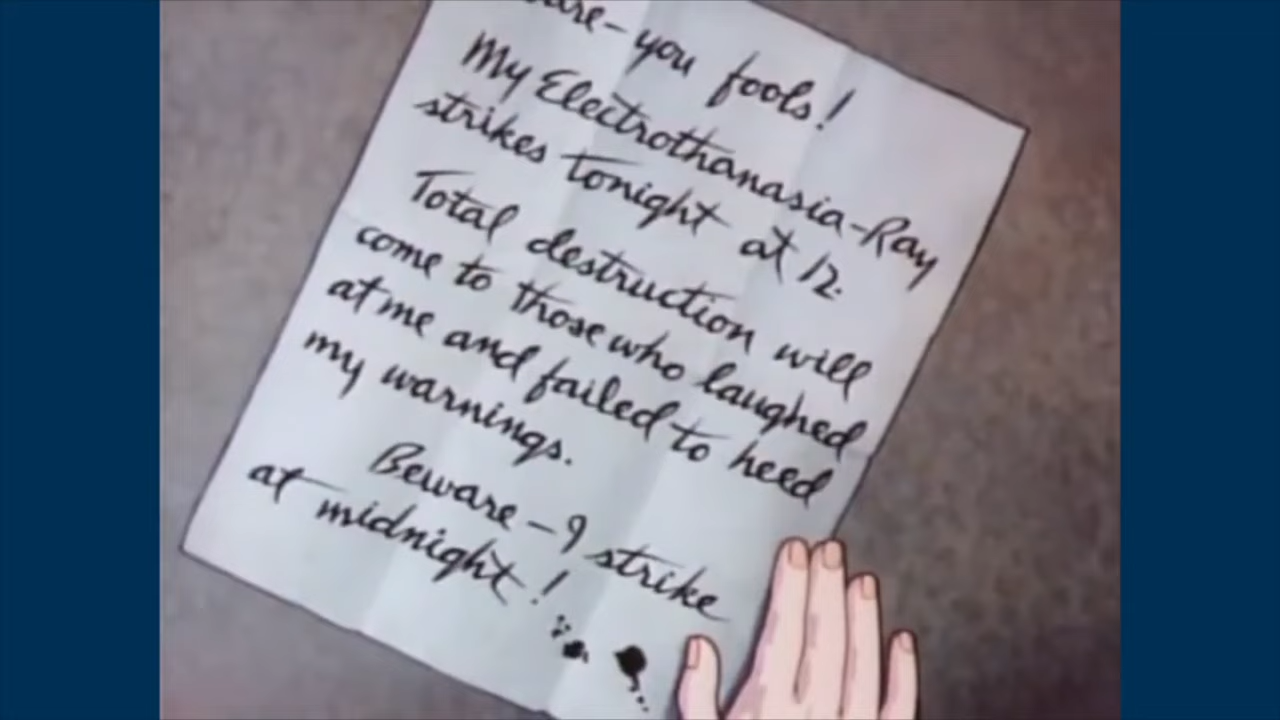 are- you fools!
My Electrothanasia-Ray
strikes tonight at 12.
Total destruction will
come to those who laughed
at me and failed to heed
my warnings.
Beware - I strike
at midnight!